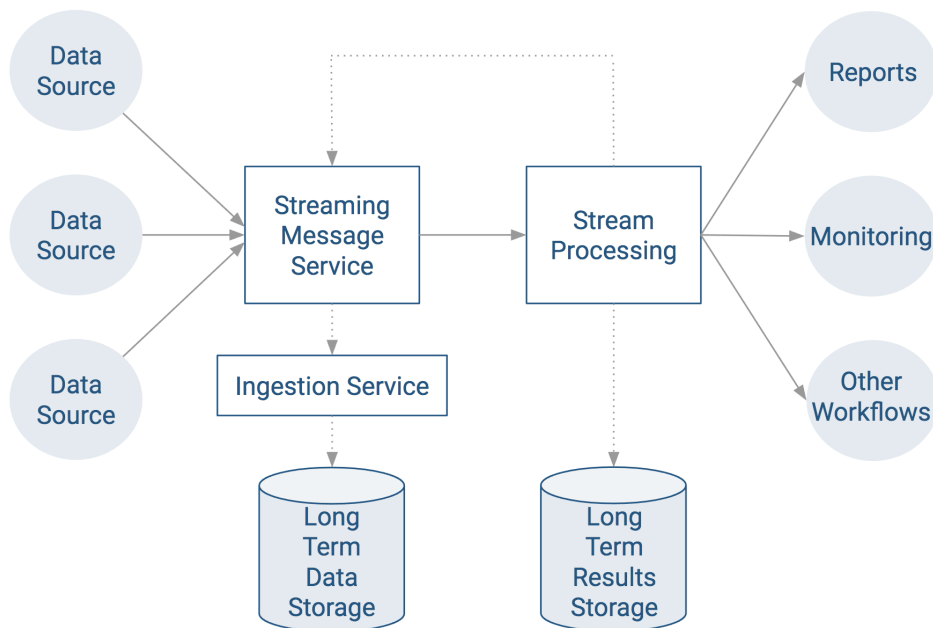 Data
Source
Data
Source
Data
Source
Streaming
Message
Service
Ingestion Service
Long
Term
Data
Storage
Stream
Processing
Long
Term
Results
Storage
Reports
Monitoring
Other
Workflows